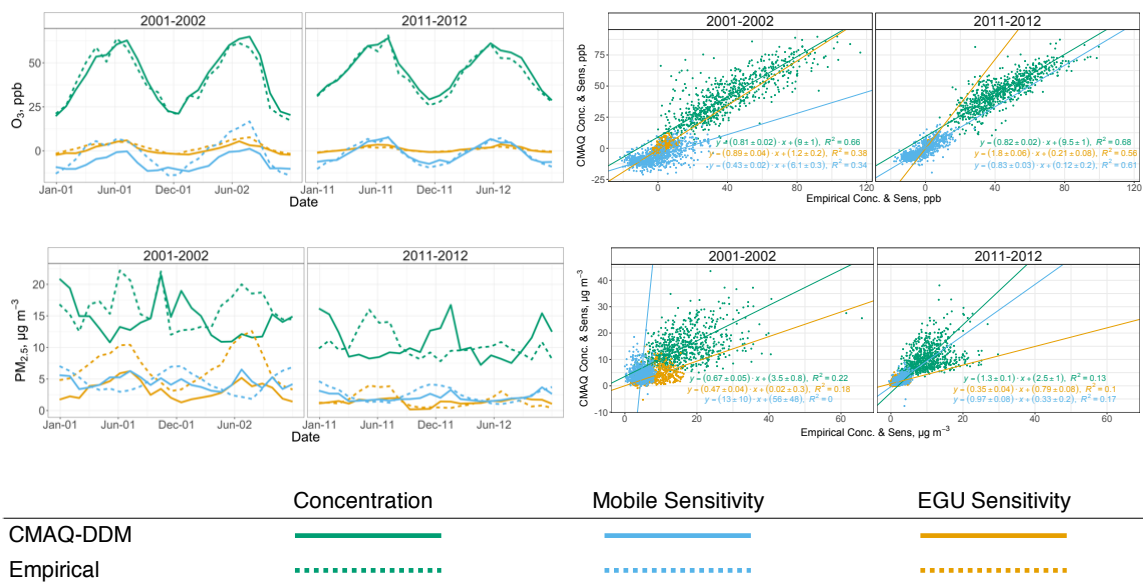 2001-2002
2011-2012
O3, ppb
50
25
0
Jan-01 Jun-01 Dec-01 Jun-02
Jan-11 Jun-11 Dec-11 Jun-12
Date
2001-2002
2011-2012
CMAQ Conc. & Sens, ppb
75
50
25
0
-25
y=(0.81±0.02)·x+(9±1), R²=0.66
y=(0.89±0.04)·x+(1.2±0.2), R²=0.38
y=(0.43±0.02)·x+(6.1±0.3), R²=0.34
y=(0.82±0.02)·x+(9.5±1), R²=0.68
y=(1.8±0.06)·x+(0.21±0.08), R²=0.56
y=(0.83±0.03)·x+(0.12±0.2), R²=0.61
0 40 80 120
0 40 80 120
Empirical Conc. & Sens, ppb
2001-2002
2011-2012
PM2.5, μg m−3
20
15
10
5
0
Jan-01 Jun-01 Dec-01 Jun-02
Jan-11 Jun-11 Dec-11 Jun-12
Date
2001-2002
2011-2012
CMAQ Conc. & Sens, μg m−3
40
30
20
10
0
-10
y=(0.67±0.05)·x+(3.5±0.8), R²=0.22
y=(0.47±0.04)·x+(0.02±0.3), R²=0.16
y=(13±10)·x+(56±48), R²=0
y=(1.3±0.1)·x+(2.5±1), R²=0.13
y=(0.35±0.04)·x+(0.79±0.08), R²=0.1
y=(0.97±0.08)·x+(0.33±0.2), R²=0.17
0 20 40 60
0 20 40 60
Empirical Conc. & Sens, μg m−3
Concentration Mobile Sensitivity EGU Sensitivity
CMAQ-DDM
Empirical